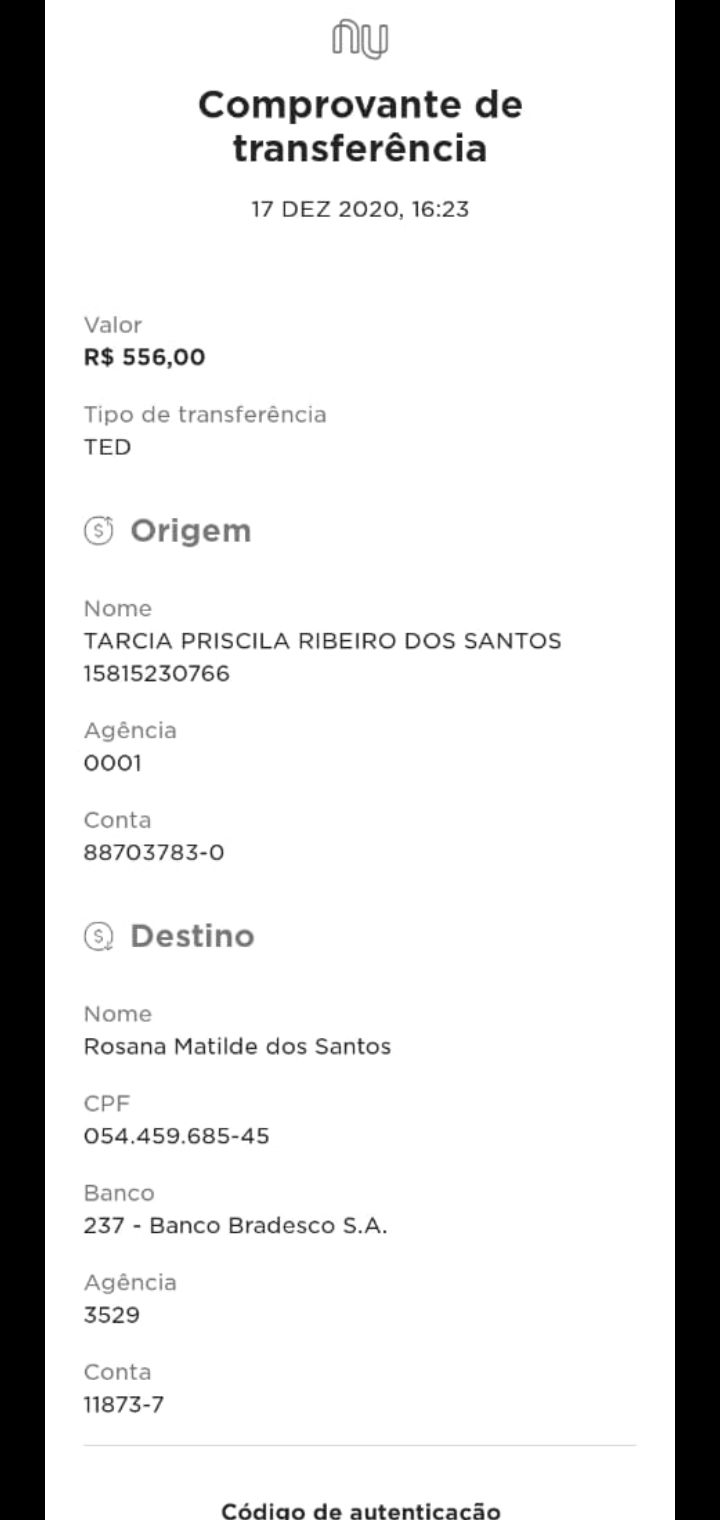 nu
Comprovante de
transferência
17 DEZ 2020, 16:23
Valor
R$ 556,00
Tipo de transferência
TED
Origem
Nome
TARCIA PRISCILA RIBEIRO DOS SANTOS
15815230766
Agência
0001
Conta
88703783-0
Destino
Nome
Rosana Matilde dos Santos
CPF
054.459.685-45
Banco
237 - Banco Bradesco S.A.
Agência
3529
Conta
11873-7
Código de autenticação